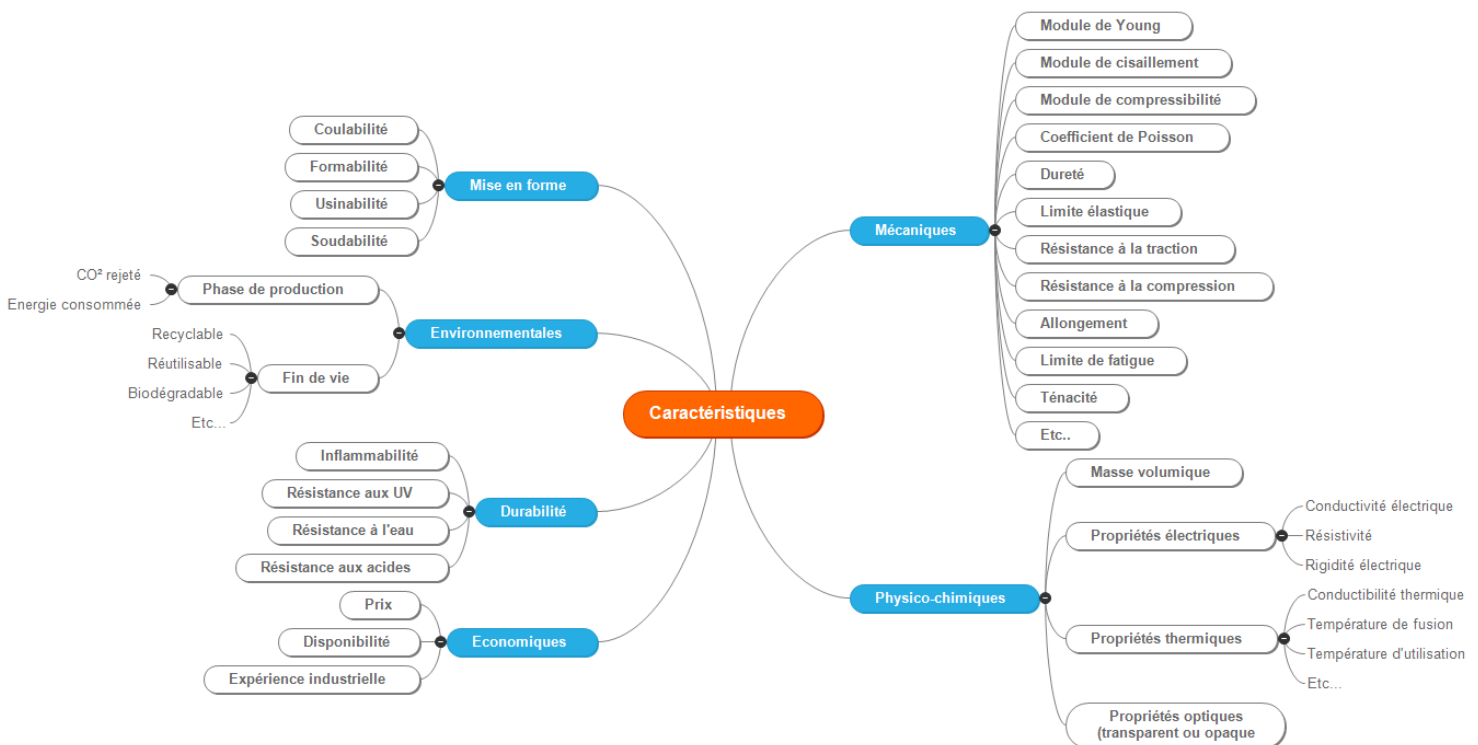 Caractéristiques
Mise en forme
Coulabilité
Formabilité
Usinabilité
Soudabilité
Environnementales
Phase de production
CO² rejeté
Energie consommée
Fin de vie
Recyclable
Réutilisable
Biodégradable
Etc...
Durabilité
Inflammabilité
Résistance aux UV
Résistance à l'eau
Résistance aux acides
Economiques
Prix
Disponibilité
Expérience industrielle
Mécaniques
Module de Young
Module de cisaillement
Module de compressibilité
Coefficient de Poisson
Dureté
Limite élastique
Résistance à la traction
Résistance à la compression
Allongement
Limite de fatigue
Ténacité
Etc..
Physico-chimiques
Masse volumique
Propriétés électriques
Conductivité électrique
Résistivité
Rigidité électrique
Propriétés thermiques
Conductibilité thermique
Température de fusion
Température d'utilisation
Etc...
Propriétés optiques
(transparent ou opaque